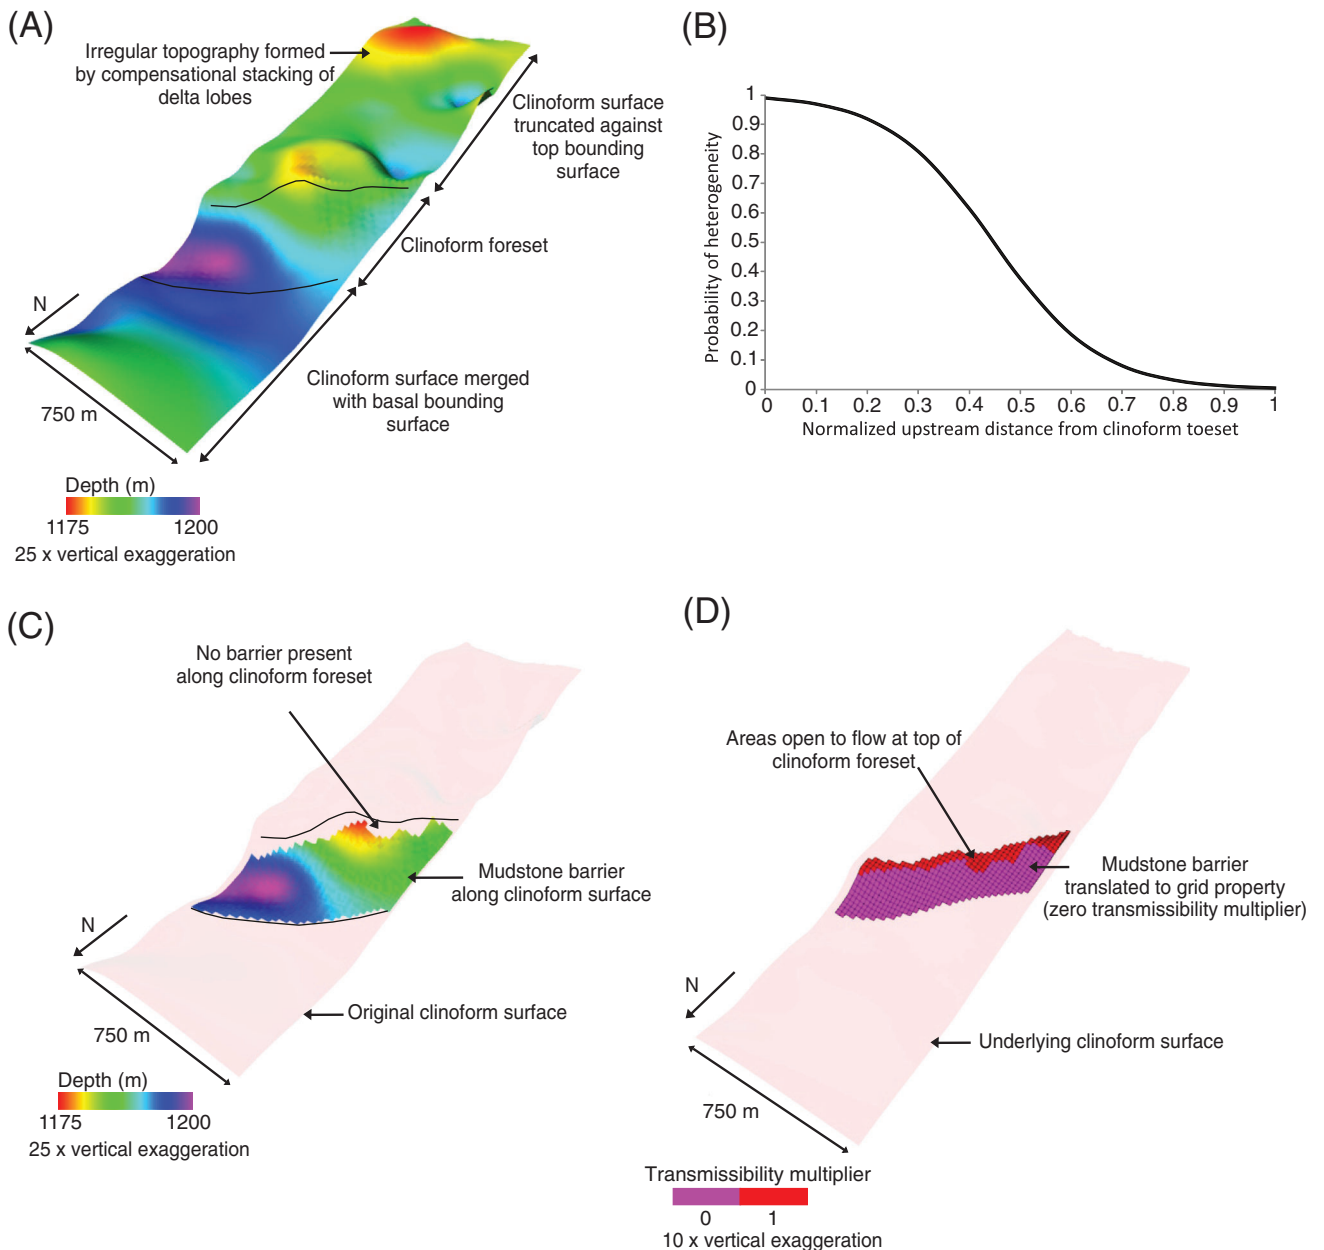 (A)
Irregular topography formed
by compensational stacking of
delta lobes
Clinoform surface
truncated against
top bounding
surface
Clinoform foreset
N
Clinoform surface merged
with basal bounding
surface
750 m
Depth (m)
1175 1200
25 x vertical exaggeration
(B)
Probability of heterogeneity
1
0.9
0.8
0.7
0.6
0.5
0.4
0.3
0.2
0.1
0
0 0.1 0.2 0.3 0.4 0.5 0.6 0.7 0.8 0.9 1
Normalized upstream distance from clinoform toeset
(C)
No barrier present
along clinoform foreset
Mudstone barrier
along clinoform surface
N
Original clinoform surface
750 m
Depth (m)
1175 1200
25 x vertical exaggeration
(D)
Areas open to flow at top of
clinoform foreset
Mudstone barrier
translated to grid property
(zero transmissibility multiplier)
N
Underlying clinoform surface
750 m
Transmissibility multiplier
0 1
10 x vertical exaggeration